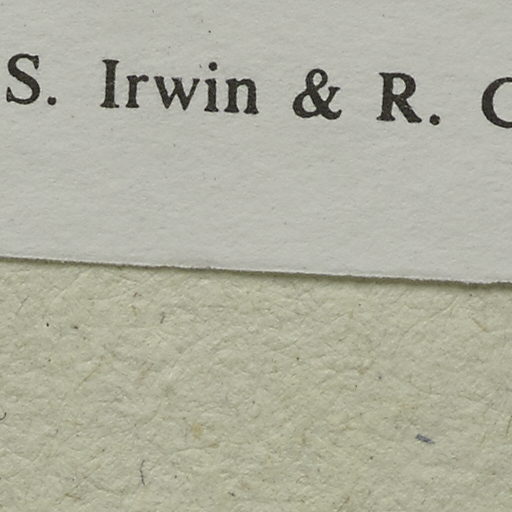 S. Irwin & R. C